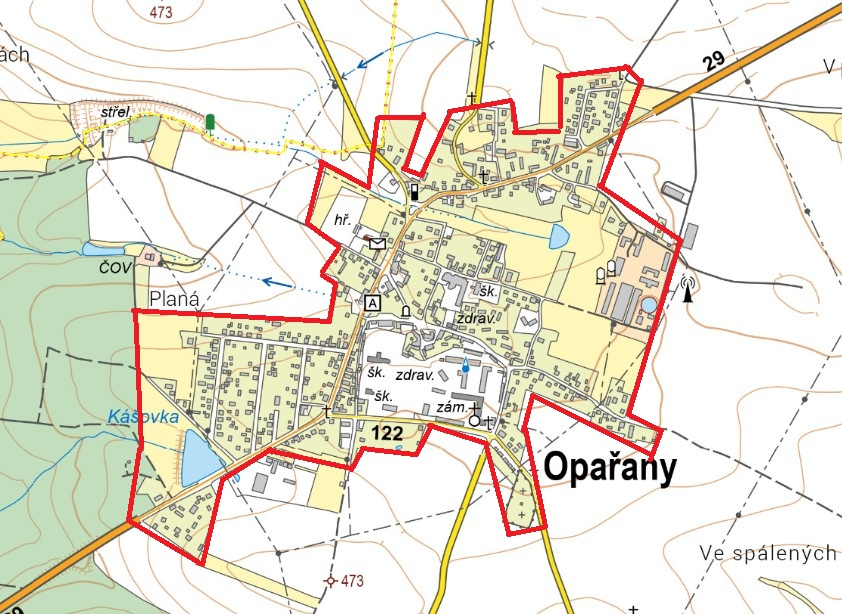 473
ách
29
V
střel
hř.
ČOV
Planá
A
šk.
zdrav.
šk.
zdrav.
šk.
zám.
Kášovka
122
Opařany
Ve spálených
473
29